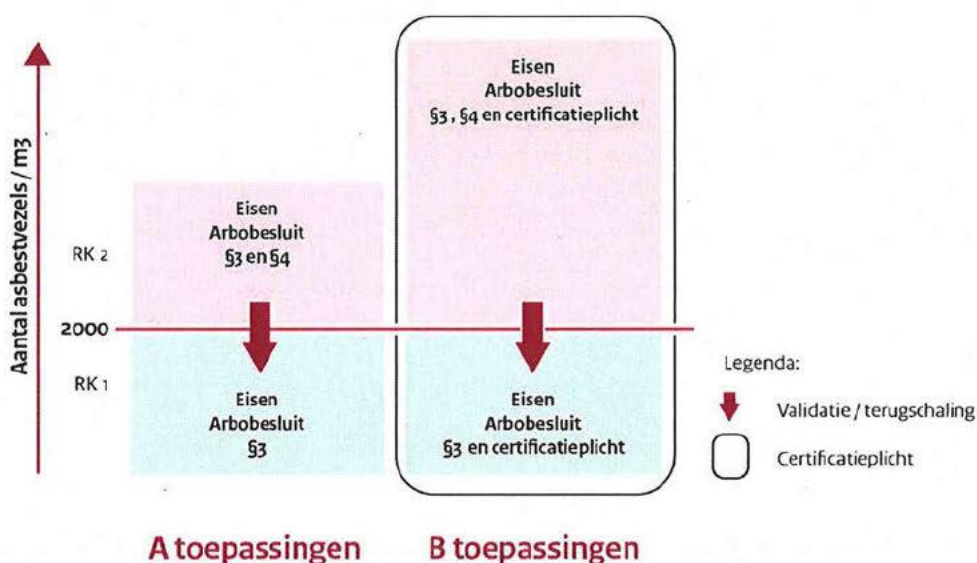 Aantal asbestvezels / m3
RK 2
2000
RK 1
Eisen
Arbobesluit
§3 en §4
Eisen
Arbobesluit
§3
Eisen
Arbobesluit
§3, §4 en certificatieplicht
Eisen
Arbobesluit
§3 en certificatieplicht
Legenda:
Validatie / terugschaling
Certificatieplicht
A toepassingen
B toepassingen